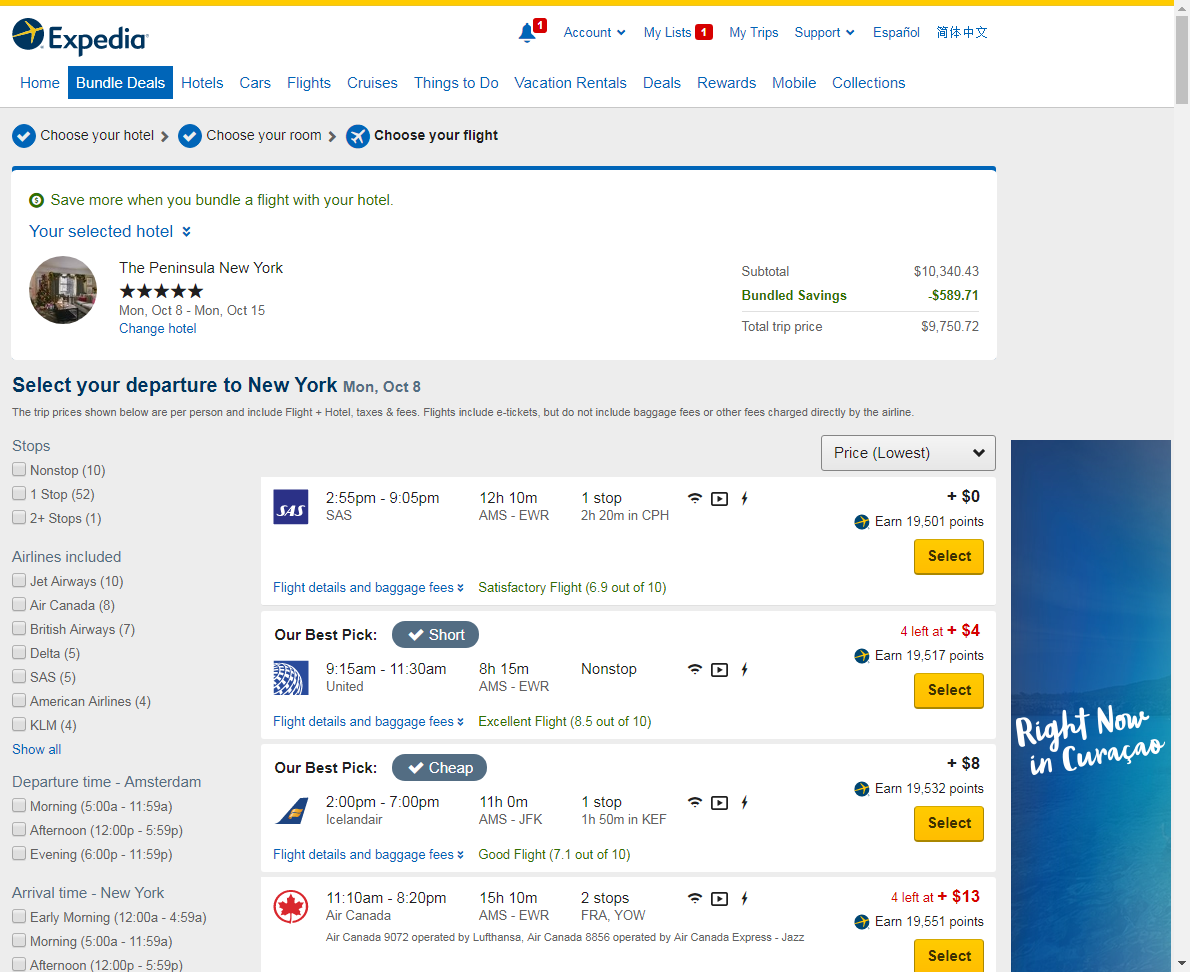 Expedia
1
Account
My Lists 1
My Trips
Support
Español
简体中文
Home
Bundle Deals
Hotels
Cars
Flights
Cruises
Things to Do
Vacation Rentals
Deals
Rewards
Mobile
Collections
Choose your hotel
Choose your room
Choose your flight
Save more when you bundle a flight with your hotel.
Your selected hotel
The Peninsula New York
Mon, Oct 8 - Mon, Oct 15
Change hotel
Subtotal $10,340.43
Bundled Savings -$589.71
Total trip price $9,750.72
Select your departure to New York Mon, Oct 8
The trip prices shown below are per person and include Flight + Hotel, taxes & fees. Flights include e-tickets, but do not include baggage fees or other fees charged directly by the airline.
Stops
Nonstop (10)
1 Stop (52)
2+ Stops (1)
Airlines included
Jet Airways (10)
Air Canada (8)
British Airways (7)
Delta (5)
SAS (5)
American Airlines (4)
KLM (4)
Show all
Departure time - Amsterdam
Morning (5:00a - 11:59a)
Afternoon (12:00p - 5:59p)
Evening (6:00p - 11:59p)
Arrival time - New York
Early Morning (12:00a - 4:59a)
Morning (5:00a - 11:59a)
Afternoon (12:00p - 5:59p)
Price (Lowest)
SAS
2:55pm - 9:05pm 12h 10m 1 stop + $0
SAS AMS - EWR 2h 20m in CPH
Earn 19,501 points
Select
Flight details and baggage fees Satisfactory Flight (6.9 out of 10)
Our Best Pick: Short
4 left at + $4
9:15am - 11:30am 8h 15m Nonstop
United AMS - EWR
Earn 19,517 points
Select
Flight details and baggage fees Excellent Flight (8.5 out of 10)
Our Best Pick: Cheap
+ $8
2:00pm - 7:00pm 11h 0m 1 stop
Icelandair AMS - JFK 1h 50m in KEF
Earn 19,532 points
Select
Flight details and baggage fees Good Flight (7.1 out of 10)
11:10am - 8:20pm 15h 10m 2 stops 4 left at + $13
Air Canada AMS - EWR FRA, YOW
Earn 19,551 points
Air Canada 9072 operated by Lufthansa, Air Canada 8856 operated by Air Canada Express - Jazz
Select
Right Now
in Curaçao